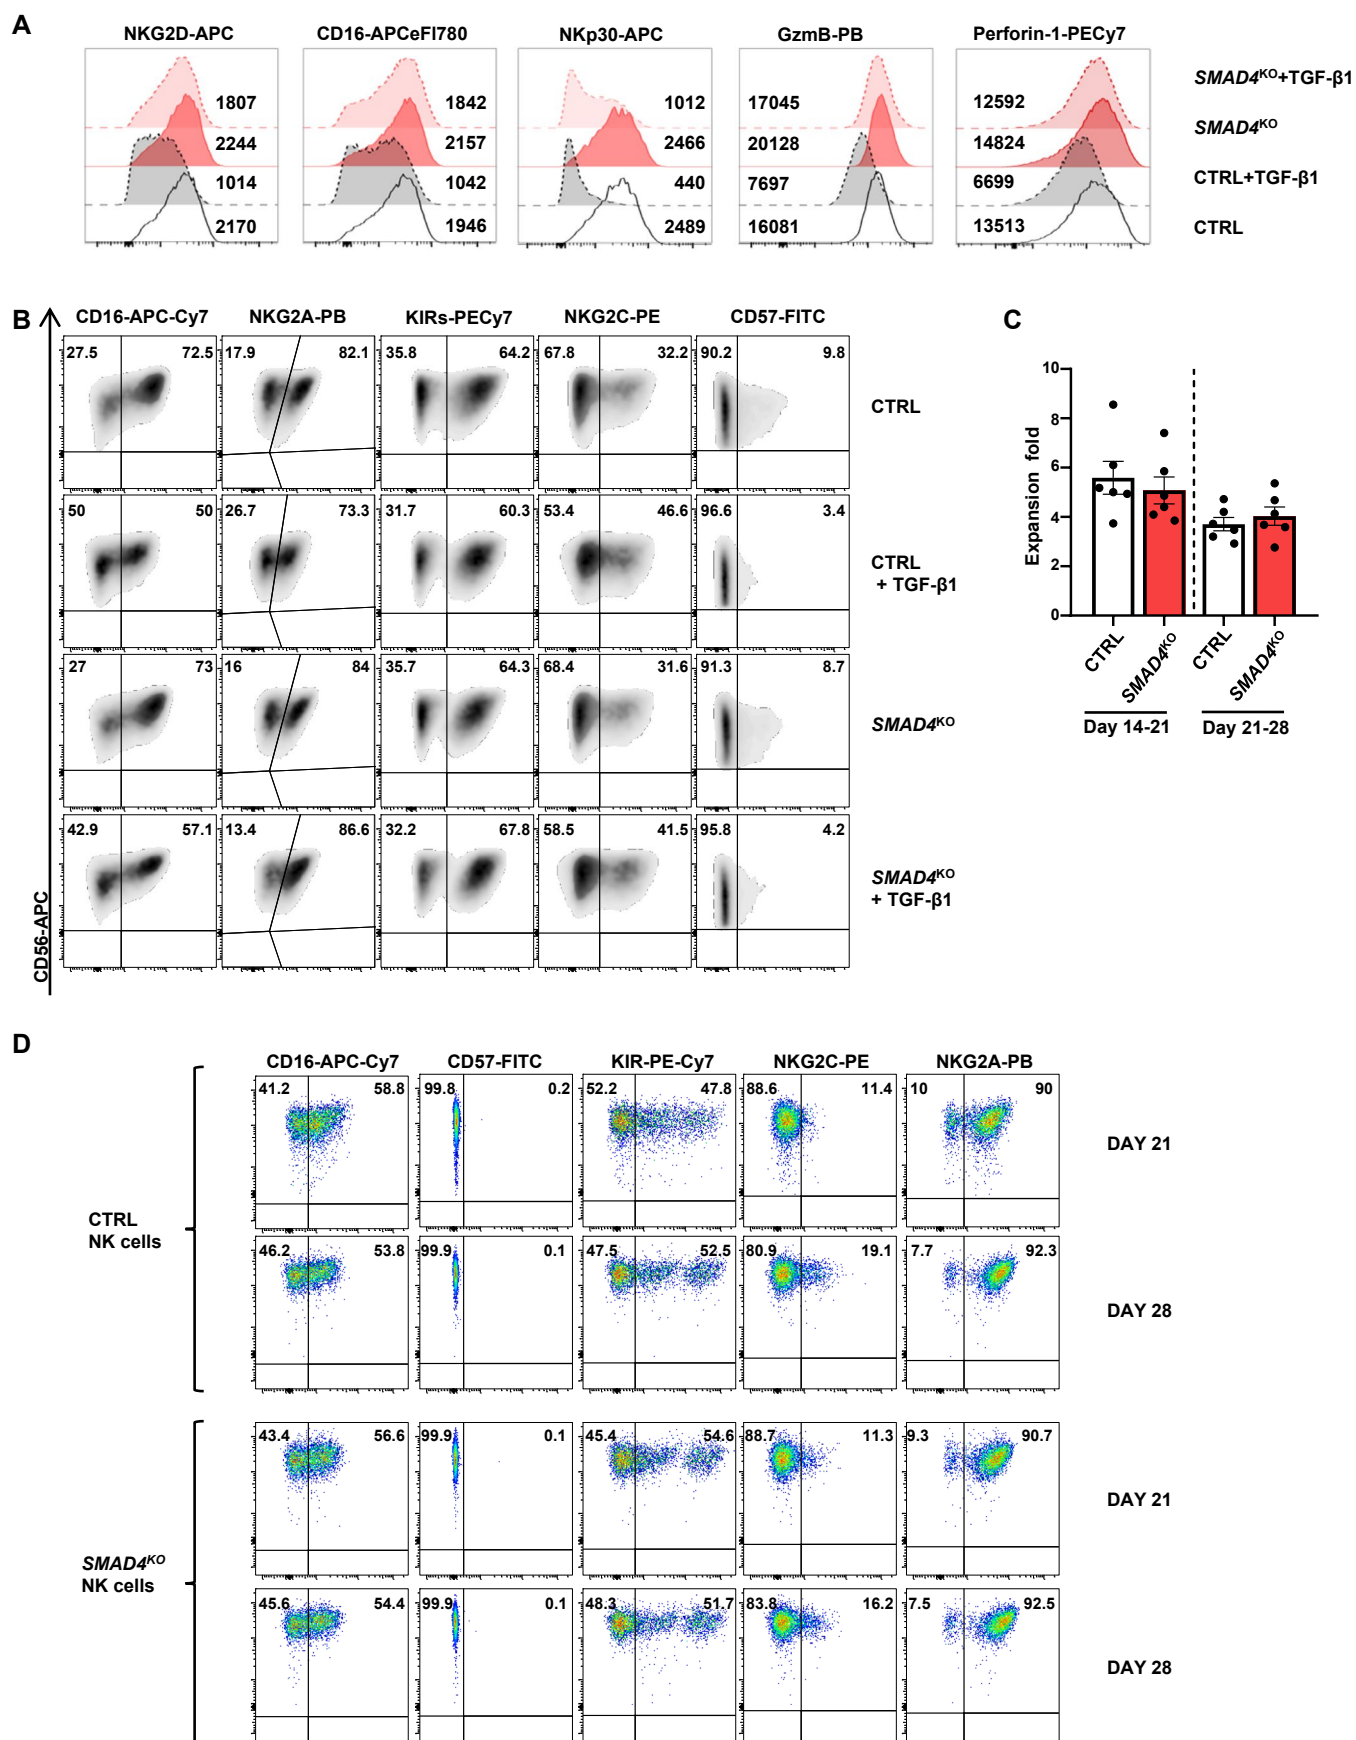 A
NKG2D-APC CD16-APCeFl780 NKp30-APC GzmB-PB Perforin-1-PECy7
1807 1842 1012 17045 12592 SMAD4KO+TGF-β1
2244 2157 2466 20128 14824 SMAD4KO
1014 1042 440 7697 6699 CTRL+TGF-β1
2170 1946 2489 16081 13513 CTRL
B
CD16-APC-Cy7 NKG2A-PB KIRs-PECy7 NKG2C-PE CD57-FITC
27.5 72.5 17.9 82.1 35.8 64.2 67.8 32.2 90.2 9.8
CTRL
50 50 26.7 73.3 31.7 60.3 53.4 46.6 96.6 3.4
CTRL
+ TGF-β1
27 73 16 84 35.7 64.3 68.4 31.6 91.3 8.7
SMAD4KO
42.9 57.1 13.4 86.6 32.2 67.8 58.5 41.5 95.8 4.2
SMAD4KO
+ TGF-β1
CD56-APC
C
Expansion fold
10
8
6
4
2
0
CTRL SMAD4KO CTRL SMAD4KO
Day 14-21 Day 21-28
D
CD16-APC-Cy7 CD57-FITC KIR-PE-Cy7 NKG2C-PE NKG2A-PB
41.2 58.8 99.8 0.2 52.2 47.8 88.6 11.4 10 90
DAY 21
CTRL
NK cells
46.2 53.8 99.9 0.1 47.5 52.5 80.9 19.1 7.7 92.3
DAY 28
43.4 56.6 99.9 0.1 45.4 54.6 88.7 11.3 9.3 90.7
DAY 21
SMAD4KO
NK cells
45.6 54.4 99.9 0.1 48.3 51.7 83.8 16.2 7.5 92.5
DAY 28